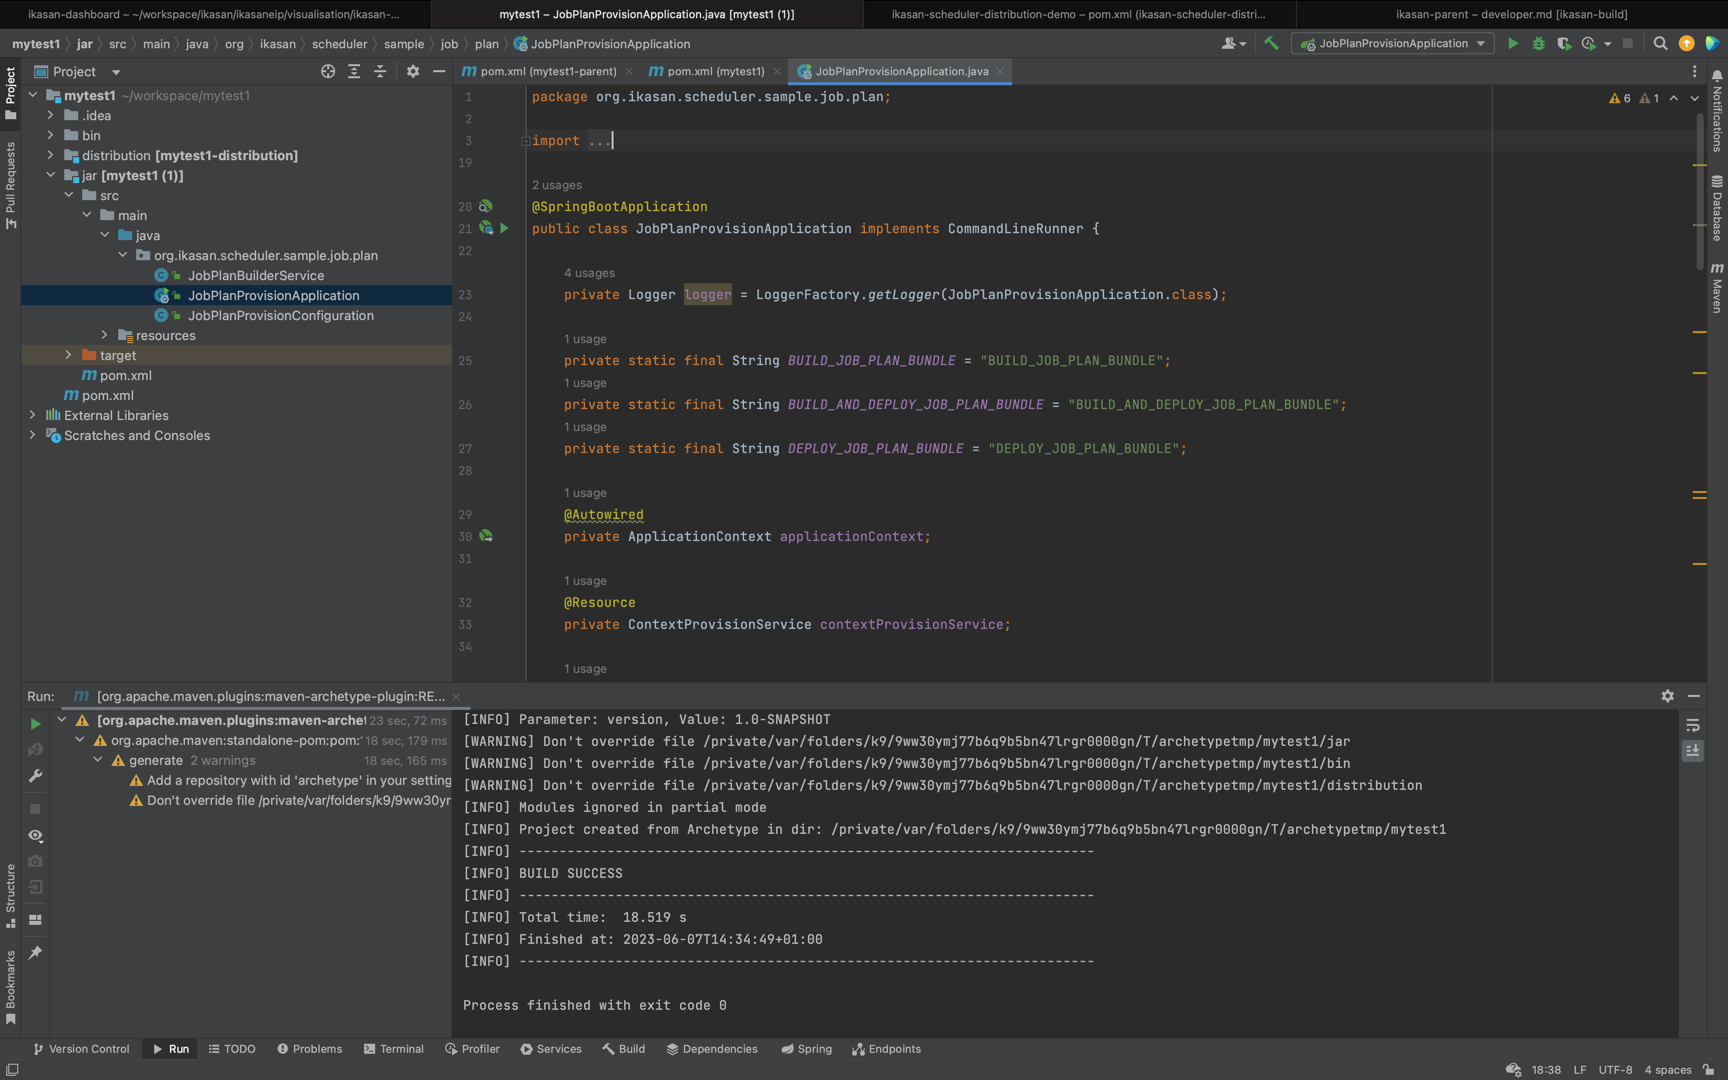 ikasan-dashboard – ~/workspace/ikasan/ikasaneip/visualisation/ikasan-...
mytest1 – JobPlanProvisionApplication.java [mytest1 (1)]
ikasan-scheduler-distribution-demo – pom.xml (ikasan-scheduler-distri...
ikasan-parent – developer.md [ikasan-build]
mytest1 〉 jar 〉 src 〉 main 〉 java 〉 org 〉 ikasan 〉 scheduler 〉 sample 〉 job 〉 plan 〉 JobPlanProvisionApplication
JobPlanProvisionApplication
Project
pom.xml (mytest1-parent)
pom.xml (mytest1)
JobPlanProvisionApplication.java
Project
Pull Requests
Structure
Bookmarks
mytest1 ~/workspace/mytest1
.idea
bin
distribution [mytest1-distribution]
jar [mytest1 (1)]
src
main
java
org.ikasan.scheduler.sample.job.plan
JobPlanBuilderService
JobPlanProvisionApplication
JobPlanProvisionConfiguration
resources
target
pom.xml
pom.xml
External Libraries
Scratches and Consoles
6 1
1 package org.ikasan.scheduler.sample.job.plan;
2
3 import ...
19
2 usages
20 @SpringBootApplication
21 public class JobPlanProvisionApplication implements CommandLineRunner {
22
4 usages
23 private Logger logger = LoggerFactory.getLogger(JobPlanProvisionApplication.class);
24
1 usage
25 private static final String BUILD_JOB_PLAN_BUNDLE = "BUILD_JOB_PLAN_BUNDLE";
1 usage
26 private static final String BUILD_AND_DEPLOY_JOB_PLAN_BUNDLE = "BUILD_AND_DEPLOY_JOB_PLAN_BUNDLE";
1 usage
27 private static final String DEPLOY_JOB_PLAN_BUNDLE = "DEPLOY_JOB_PLAN_BUNDLE";
28
1 usage
29 @Autowired
30 private ApplicationContext applicationContext;
31
1 usage
32 @Resource
33 private ContextProvisionService contextProvisionService;
34
1 usage
Notifications
Database
Maven
Run: [org.apache.maven.plugins:maven-archetype-plugin:RE...
[org.apache.maven.plugins:maven-archet 23 sec, 72 ms
org.apache.maven:standalone-pom:pom: 18 sec, 179 ms
generate 2 warnings 18 sec, 165 ms
Add a repository with id 'archetype' in your setting
Don't override file /private/var/folders/k9/9ww30yr
[INFO] Parameter: version, Value: 1.0-SNAPSHOT
[WARNING] Don't override file /private/var/folders/k9/9ww30ymj77b6q9b5bn47lrgr0000gn/T/archetypetmp/mytest1/jar
[WARNING] Don't override file /private/var/folders/k9/9ww30ymj77b6q9b5bn47lrgr0000gn/T/archetypetmp/mytest1/bin
[WARNING] Don't override file /private/var/folders/k9/9ww30ymj77b6q9b5bn47lrgr0000gn/T/archetypetmp/mytest1/distribution
[INFO] Modules ignored in partial mode
[INFO] Project created from Archetype in dir: /private/var/folders/k9/9ww30ymj77b6q9b5bn47lrgr0000gn/T/archetypetmp/mytest1
[INFO] ------------------------------------------------------------------------
[INFO] BUILD SUCCESS
[INFO] ------------------------------------------------------------------------
[INFO] Total time:  18.519 s
[INFO] Finished at: 2023-06-07T14:34:49+01:00
[INFO] ------------------------------------------------------------------------
Process finished with exit code 0
Version Control Run TODO Problems Terminal Profiler Services Build Dependencies Spring Endpoints
18:38 LF UTF-8 4 spaces